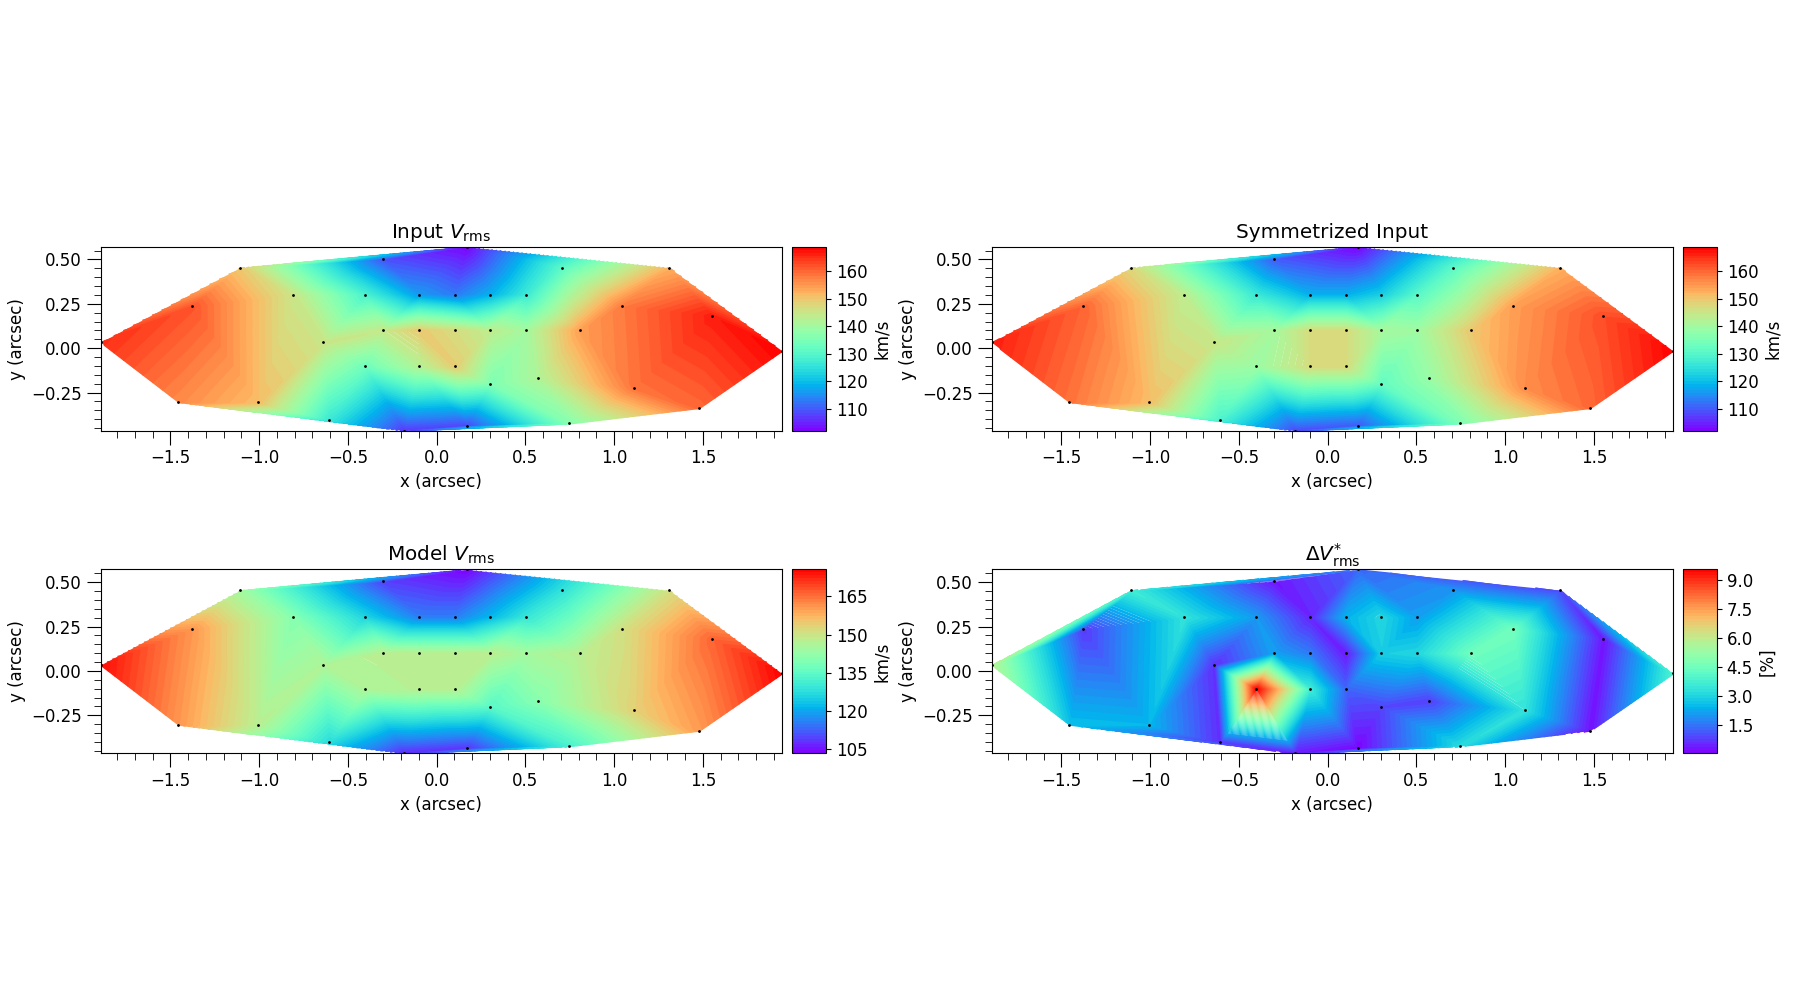 Input V_rms
Symmetrized Input
0.50
0.25
0.00
−0.25
y (arcsec)
−1.5 −1.0 −0.5 0.0 0.5 1.0 1.5
x (arcsec)
160
150
140
130
120
110
km/s
0.50
0.25
0.00
−0.25
y (arcsec)
−1.5 −1.0 −0.5 0.0 0.5 1.0 1.5
x (arcsec)
160
150
140
130
120
110
km/s
Model V_rms
ΔV*_rms
0.50
0.25
0.00
−0.25
y (arcsec)
−1.5 −1.0 −0.5 0.0 0.5 1.0 1.5
x (arcsec)
165
150
135
120
105
km/s
0.50
0.25
0.00
−0.25
y (arcsec)
−1.5 −1.0 −0.5 0.0 0.5 1.0 1.5
x (arcsec)
9.0
7.5
6.0
4.5
3.0
1.5
[%]